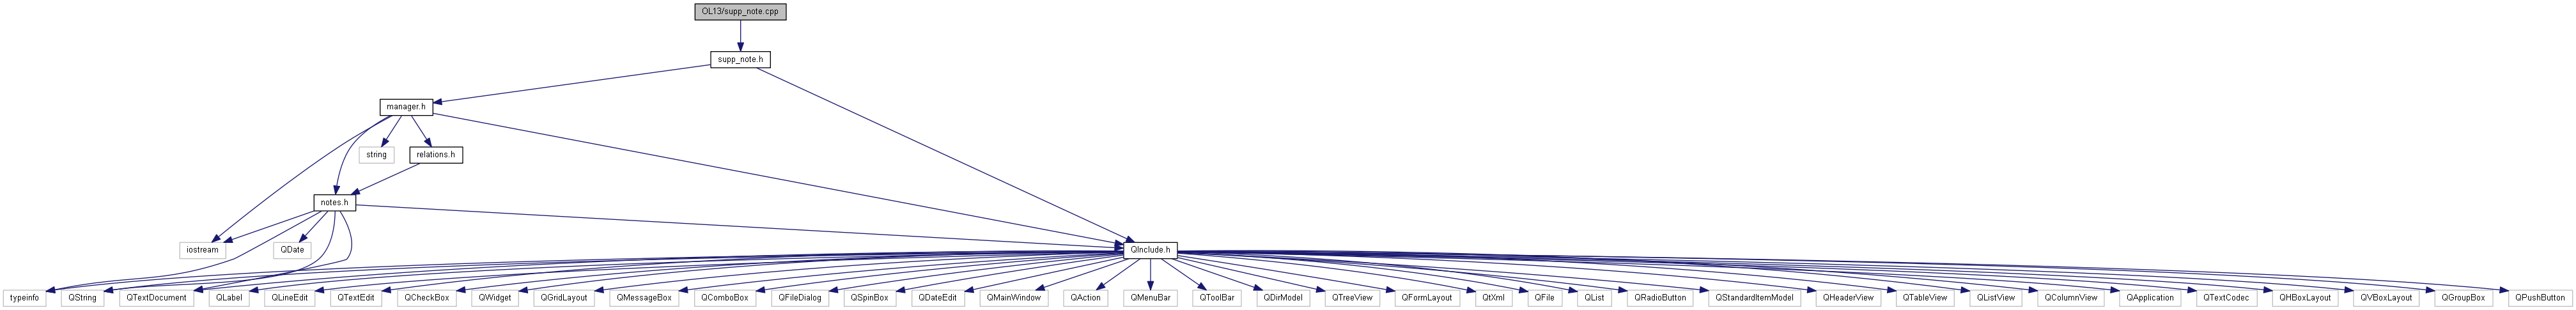 OL13/supp_note.cpp
supp_note.h
manager.h
string
relations.h
notes.h
iostream
QDate
QInclude.h
typeinfo
QString
QTextDocument
QLabel
QLineEdit
QTextEdit
QCheckBox
QWidget
QGridLayout
QMessageBox
QComboBox
QFileDialog
QSpinBox
QDateEdit
QMainWindow
QAction
QMenuBar
QToolBar
QDirModel
QTreeView
QFormLayout
QtXml
QFile
QList
QRadioButton
QStandardItemModel
QHeaderView
QTableView
QListView
QColumnView
QApplication
QTextCodec
QHBoxLayout
QVBoxLayout
QGroupBox
QPushButton